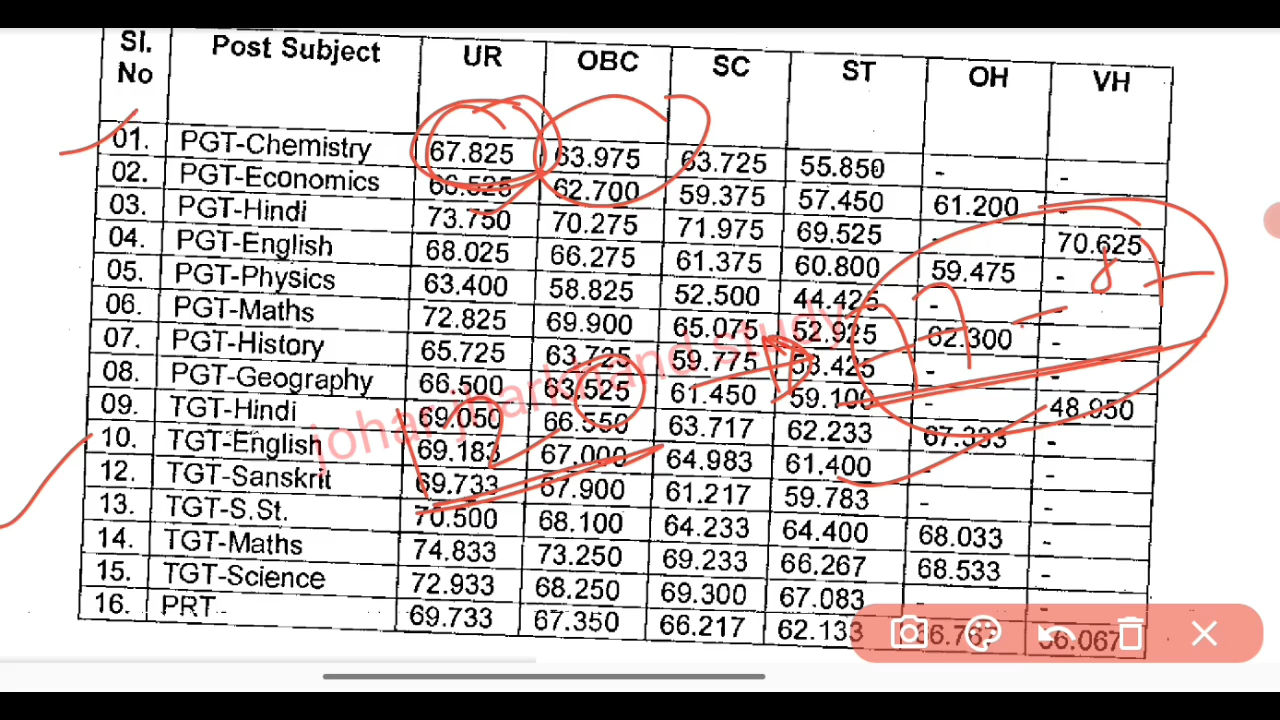 Sl. No Post Subject UR OBC SC ST OH VH
01. PGT-Chemistry 67.825 63.975 63.725 55.850 - -
02. PGT-Economics 66.525 62.700 59.375 57.450 61.200 -
03. PGT-Hindi 73.750 70.275 71.975 69.525 - 70.625
04. PGT-English 68.025 66.275 61.375 60.800 59.475 -
05. PGT-Physics 63.400 58.825 52.500 44.425 - -
06. PGT-Maths 72.825 69.900 65.075 52.925 62.300 -
07. PGT-History 65.725 63.725 59.775 53.425 - -
08. PGT-Geography 66.500 63.525 61.450 59.100 - 48.950
09. TGT-Hindi 69.050 66.550 63.717 62.233 67.333 -
10. TGT-English 69.183 67.000 64.983 61.400 - -
12. TGT-Sanskrit 69.733 67.900 61.217 59.783 - -
13. TGT-S.St. 70.500 68.100 64.233 64.400 68.033 -
14. TGT-Maths 74.833 73.250 69.233 66.267 68.533 -
15. TGT-Science 72.933 68.250 69.300 67.083 - -
16. PRT 69.733 67.350 66.217 62.133
johar jharkhand study